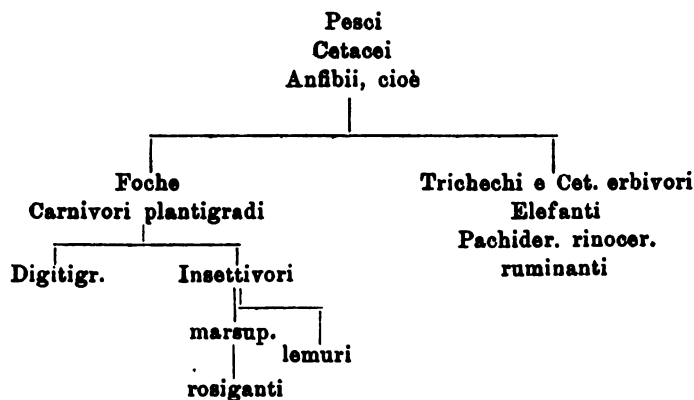 Pesci
Cetacei
Anfibii, cioè
Foche
Carnivori plantigradi
Trichechi e Cet. erbivori
Elefanti
Pachider. rinocer.
ruminanti
Digitigr.
Insettivori
marsup.
lemuri
rosiganti